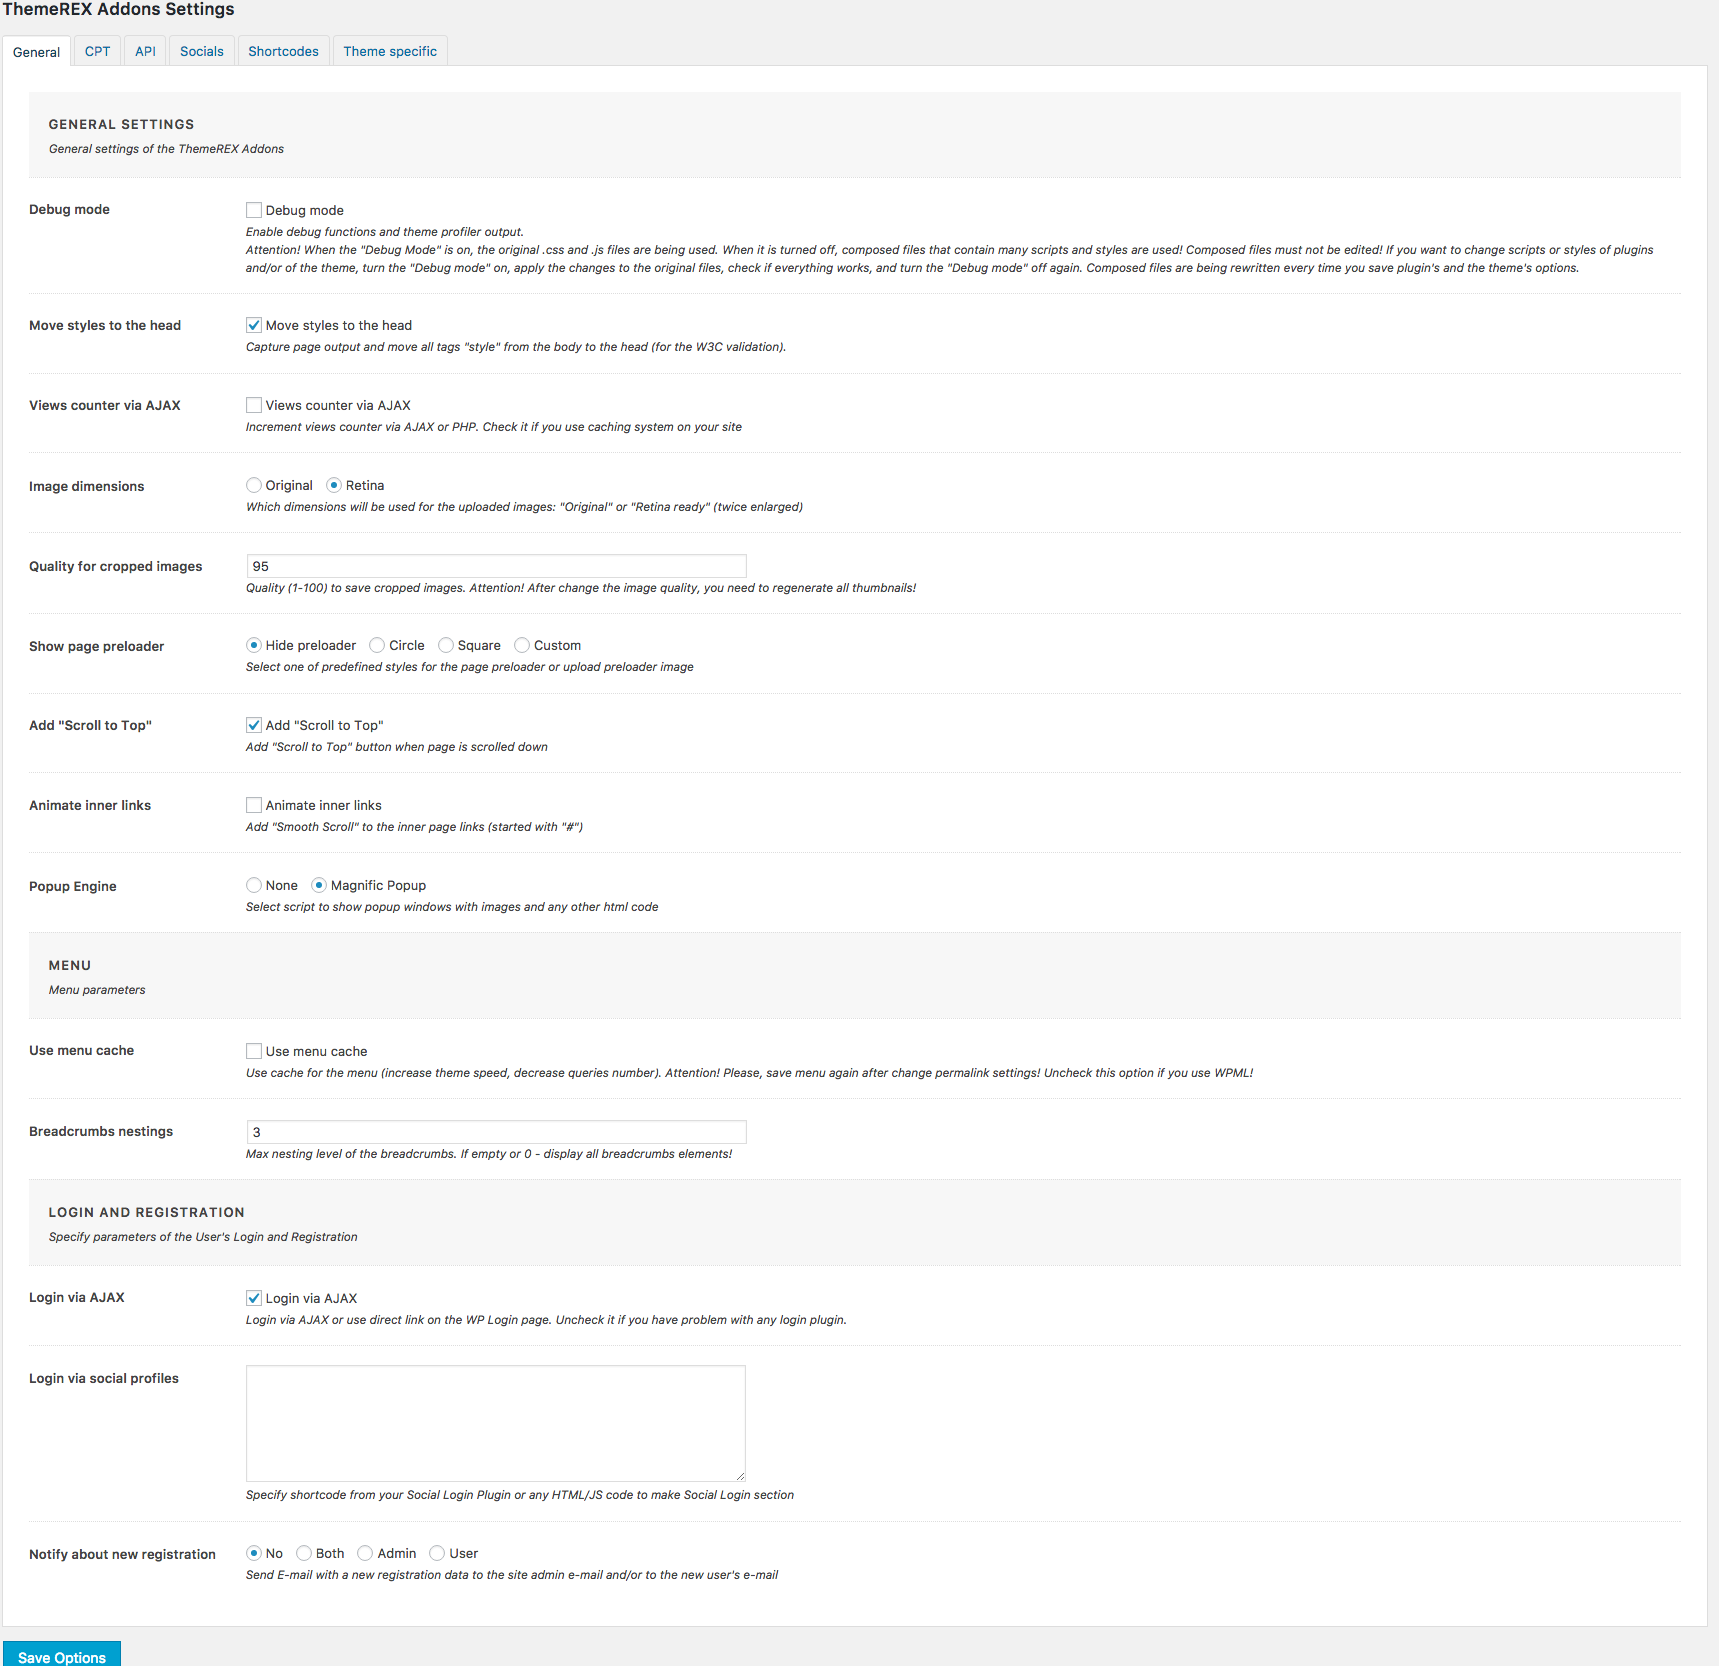 ThemeREX Addons Settings
General CPT API Socials Shortcodes Theme specific
GENERAL SETTINGS
General settings of the ThemeREX Addons
Debug mode
Debug mode
Enable debug functions and theme profiler output.
Attention! When the "Debug Mode" is on, the original .css and .js files are being used. When it is turned off, composed files that contain many scripts and styles are used! Composed files must not be edited! If you want to change scripts or styles of plugins
and/or of the theme, turn the "Debug mode" on, apply the changes to the original files, check if everything works, and turn the "Debug mode" off again. Composed files are being rewritten every time you save plugin's and the theme's options.
Move styles to the head
Move styles to the head
Capture page output and move all tags "style" from the body to the head (for the W3C validation).
Views counter via AJAX
Views counter via AJAX
Increment views counter via AJAX or PHP. Check it if you use caching system on your site
Image dimensions
Original Retina
Which dimensions will be used for the uploaded images: "Original" or "Retina ready" (twice enlarged)
Quality for cropped images
95
Quality (1-100) to save cropped images. Attention! After change the image quality, you need to regenerate all thumbnails!
Show page preloader
Hide preloader Circle Square Custom
Select one of predefined styles for the page preloader or upload preloader image
Add "Scroll to Top"
Add "Scroll to Top"
Add "Scroll to Top" button when page is scrolled down
Animate inner links
Animate inner links
Add "Smooth Scroll" to the inner page links (started with "#")
Popup Engine
None Magnific Popup
Select script to show popup windows with images and any other html code
MENU
Menu parameters
Use menu cache
Use menu cache
Use cache for the menu (increase theme speed, decrease queries number). Attention! Please, save menu again after change permalink settings! Uncheck this option if you use WPML!
Breadcrumbs nestings
3
Max nesting level of the breadcrumbs. If empty or 0 - display all breadcrumbs elements!
LOGIN AND REGISTRATION
Specify parameters of the User's Login and Registration
Login via AJAX
Login via AJAX
Login via AJAX or use direct link on the WP Login page. Uncheck it if you have problem with any login plugin.
Login via social profiles
Specify shortcode from your Social Login Plugin or any HTML/JS code to make Social Login section
Notify about new registration
No Both Admin User
Send E-mail with a new registration data to the site admin e-mail and/or to the new user's e-mail
Save Options